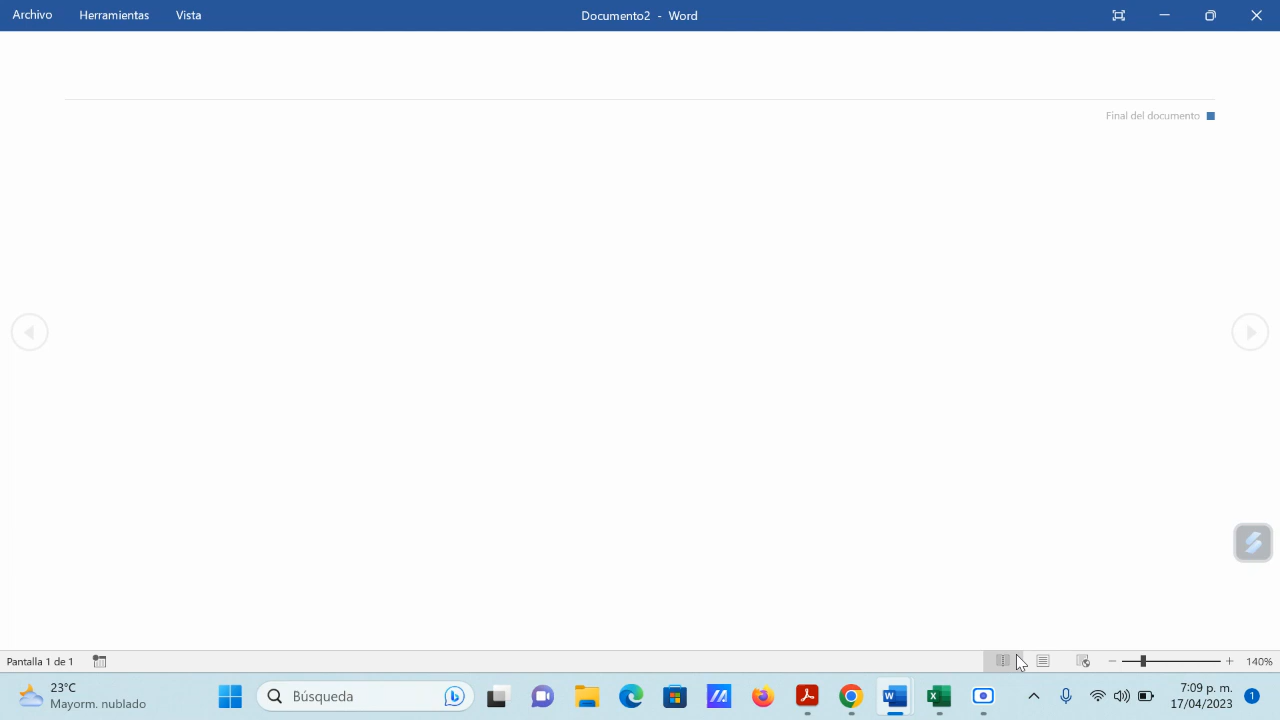 Archivo Herramientas Vista Documento2 - Word
Final del documento
Pantalla 1 de 1 140%
23°C
Mayorm. nublado
Búsqueda
7:09 p. m.
17/04/2023
1